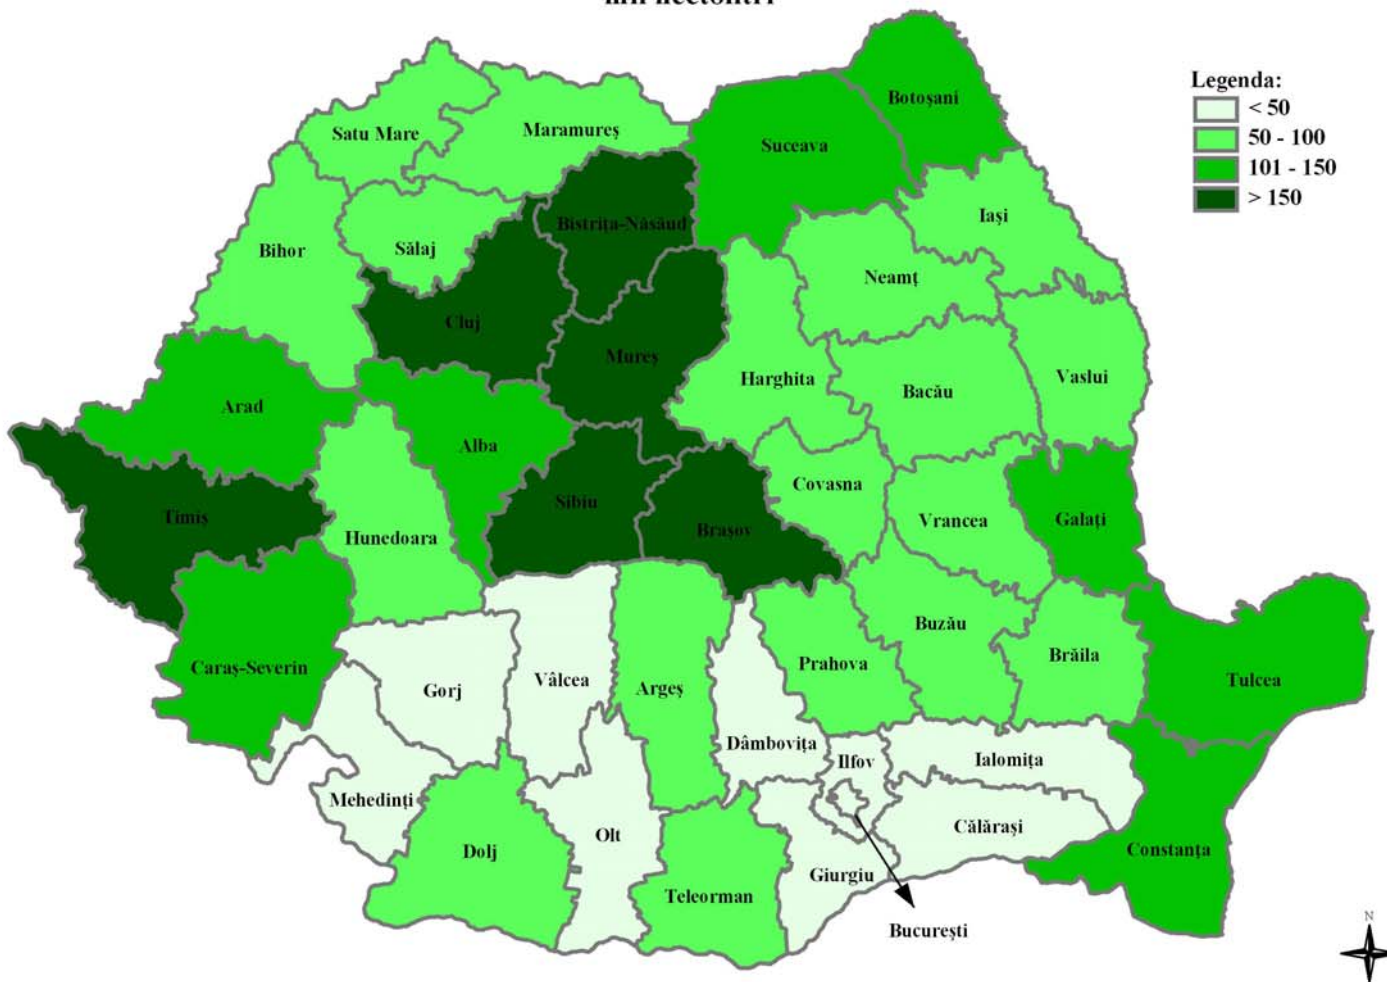 Legenda:
< 50
50 - 100
101 - 150
> 150
Botoşani
Suceava
Satu Mare
Maramureş
Iaşi
Bistriţa-Năsăud
Sălaj
Bihor
Neamţ
Cluj
Mureş
Harghita
Vaslui
Bacău
Arad
Alba
Covasna
Sibiu
Timiş
Vrancea
Galaţi
Braşov
Hunedoara
Buzău
Brăila
Prahova
Caraş-Severin
Vâlcea
Tulcea
Gorj
Argeş
Dâmboviţa
Ilfov
Ialomiţa
Mehedinţi
Călăraşi
Olt
Constanţa
Dolj
Giurgiu
Teleorman
N
Bucureşti